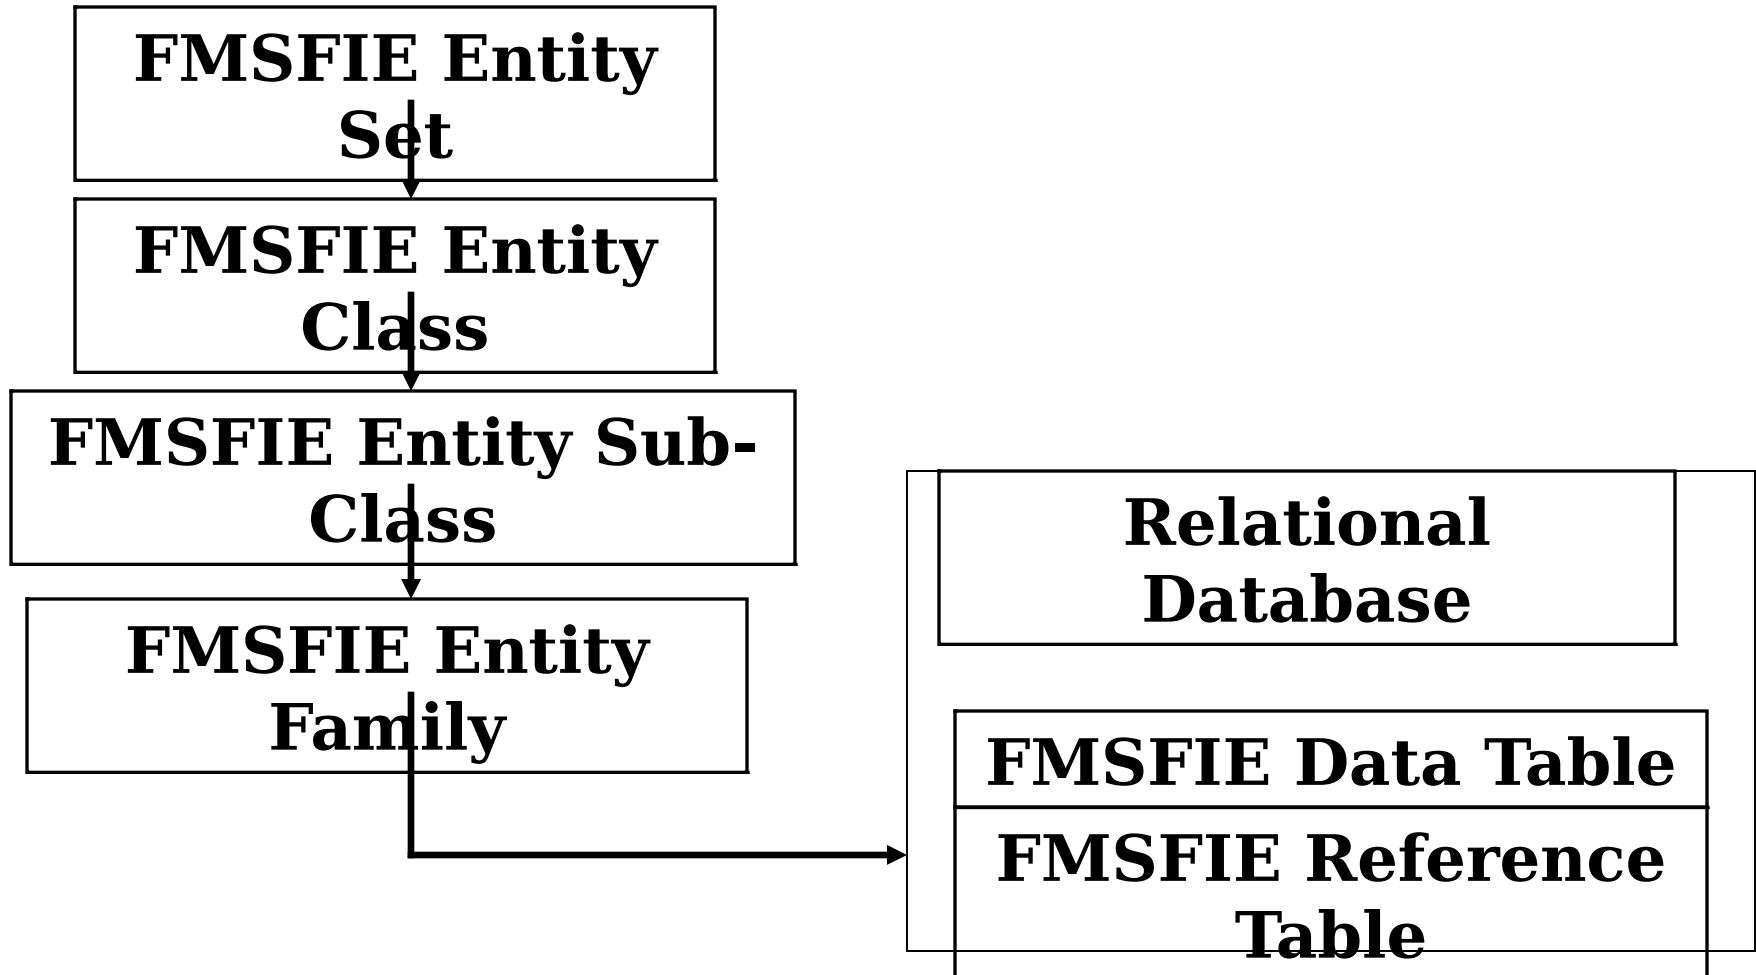 FMSFIE Entity
Set
FMSFIE Entity
Class
FMSFIE Entity Sub-
Class
FMSFIE Entity
Family
Relational
Database
FMSFIE Data Table
FMSFIE Reference
Table